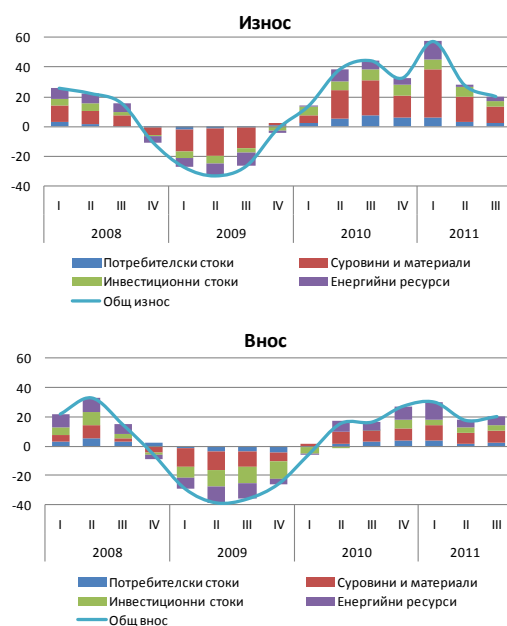 Износ
60
40
20
0
-20
-40
I II III IV I II III IV I II III IV I II III
2008 2009 2010 2011
Потребителски стоки Суровини и материали
Инвестиционни стоки Енергийни ресурси
Общ износ
Внос
60
40
20
0
-20
-40
I II III IV I II III IV I II III IV I II III
2008 2009 2010 2011
Потребителски стоки Суровини и материали
Инвестиционни стоки Енергийни ресурси
Общ внос